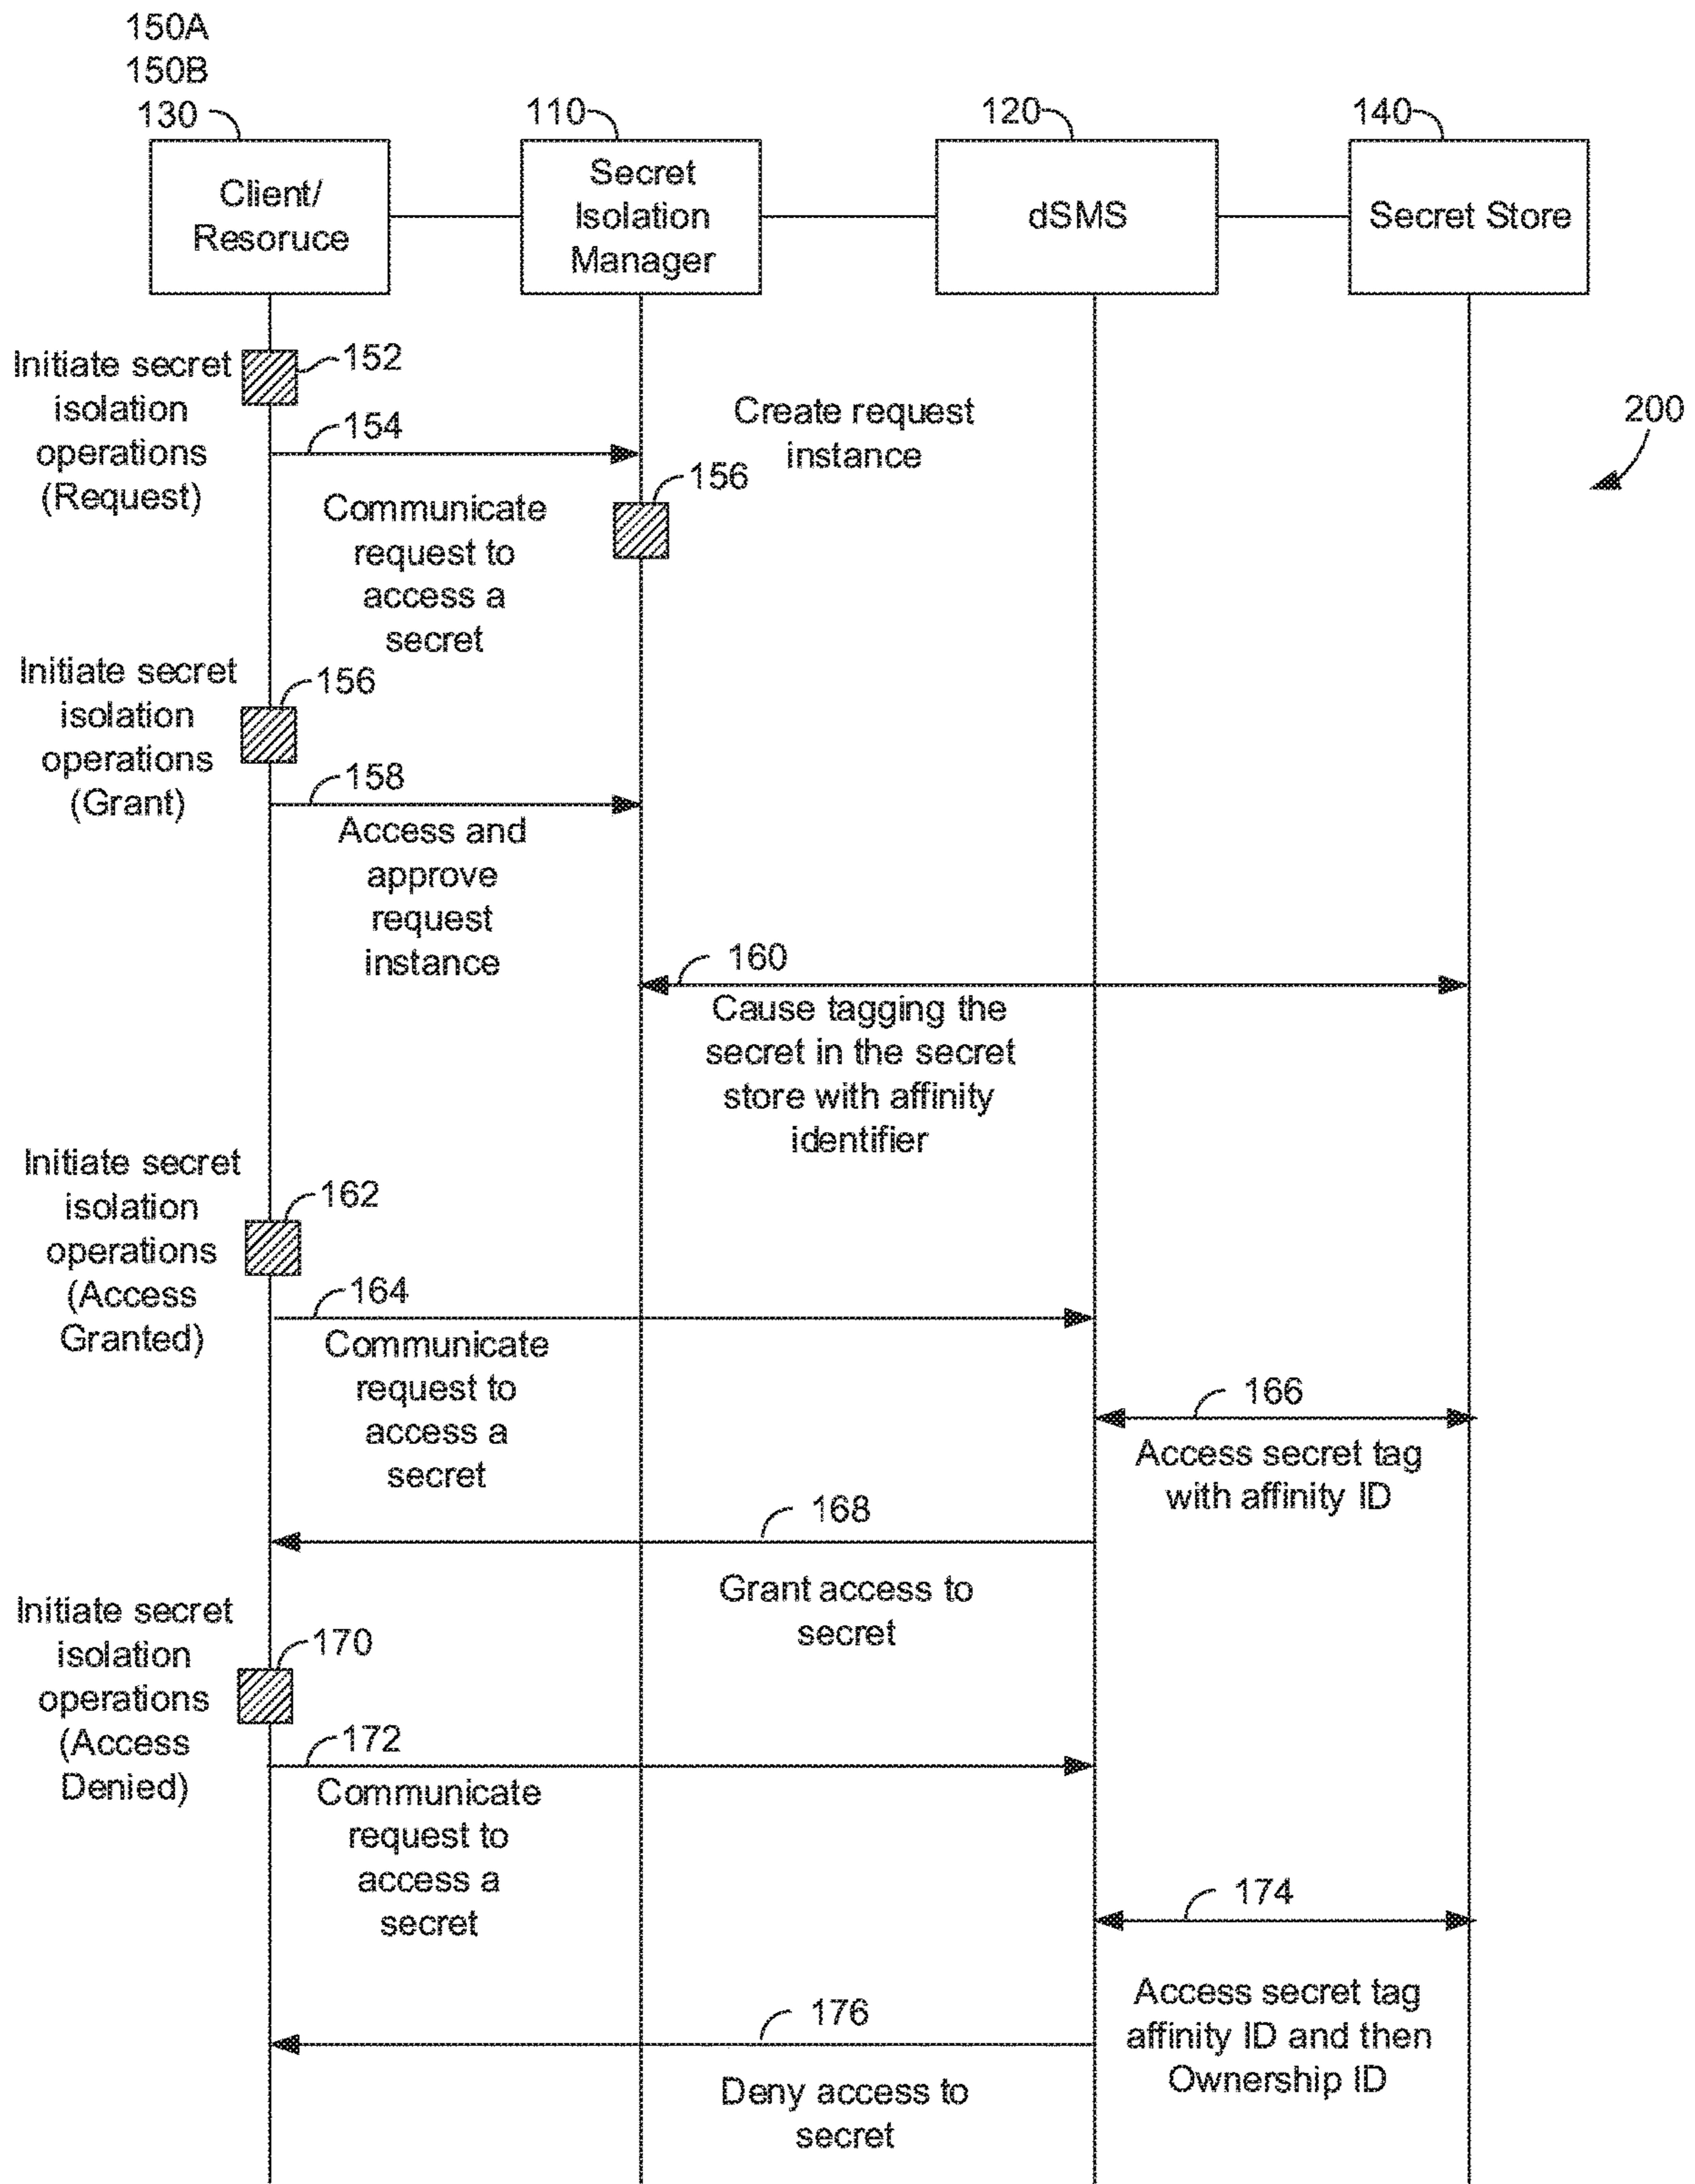 150A
150B
130
110
120
140
Client/
Resoruce
Secret
Isolation
Manager
dSMS
Secret Store
Initiate secret
isolation
operations
(Request)
152
154
Create request
instance
200
156
Communicate
request to
access a
secret
Initiate secret
isolation
operations
(Grant)
156
158
Access and
approve
request
instance
160
Cause tagging the
secret in the secret
store with affinity
identifier
Initiate secret
isolation
operations
(Access
Granted)
162
164
Communicate
request to
access a
secret
166
Access secret tag
with affinity ID
168
Grant access to
secret
Initiate secret
isolation
operations
(Access
Denied)
170
172
Communicate
request to
access a
secret
174
Access secret tag
affinity ID and then
Ownership ID
176
Deny access to
secret